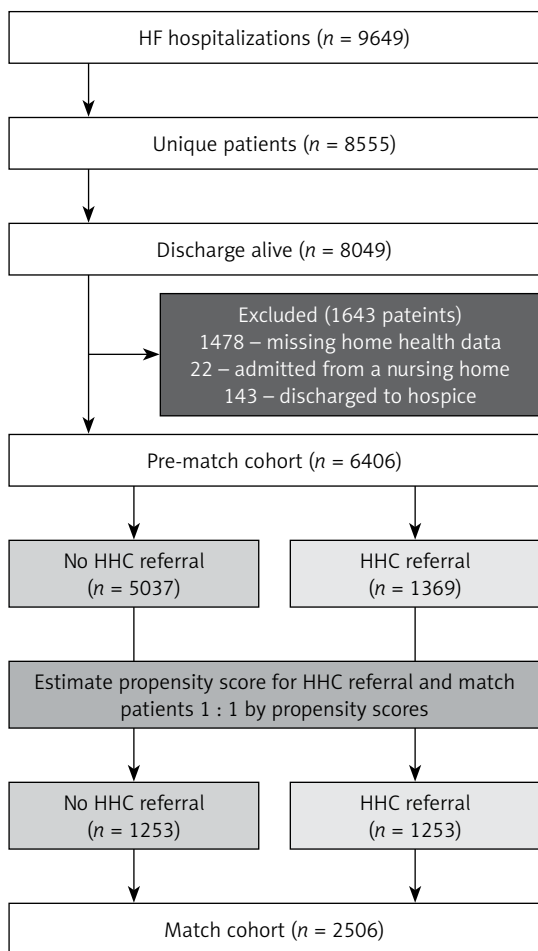 HF hospitalizations (n = 9649)
Unique patients (n = 8555)
Discharge alive (n = 8049)
Excluded (1643 pateints)
1478 – missing home health data
22 – admitted from a nursing home
143 – discharged to hospice
Pre-match cohort (n = 6406)
No HHC referral
(n = 5037)
HHC referral
(n = 1369)
Estimate propensity score for HHC referral and match
patients 1 : 1 by propensity scores
No HHC referral
(n = 1253)
HHC referral
(n = 1253)
Match cohort (n = 2506)